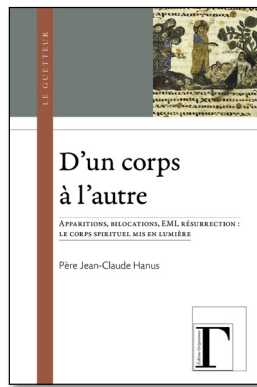 LE GUETTEUR
D'un corps
à l'autre
APPARITIONS, BILOCATIONS, EMI, RÉSURRECTION :
LE CORPS SPIRITUEL MIS EN LUMIÈRE
Père Jean-Claude Hanus
Γ